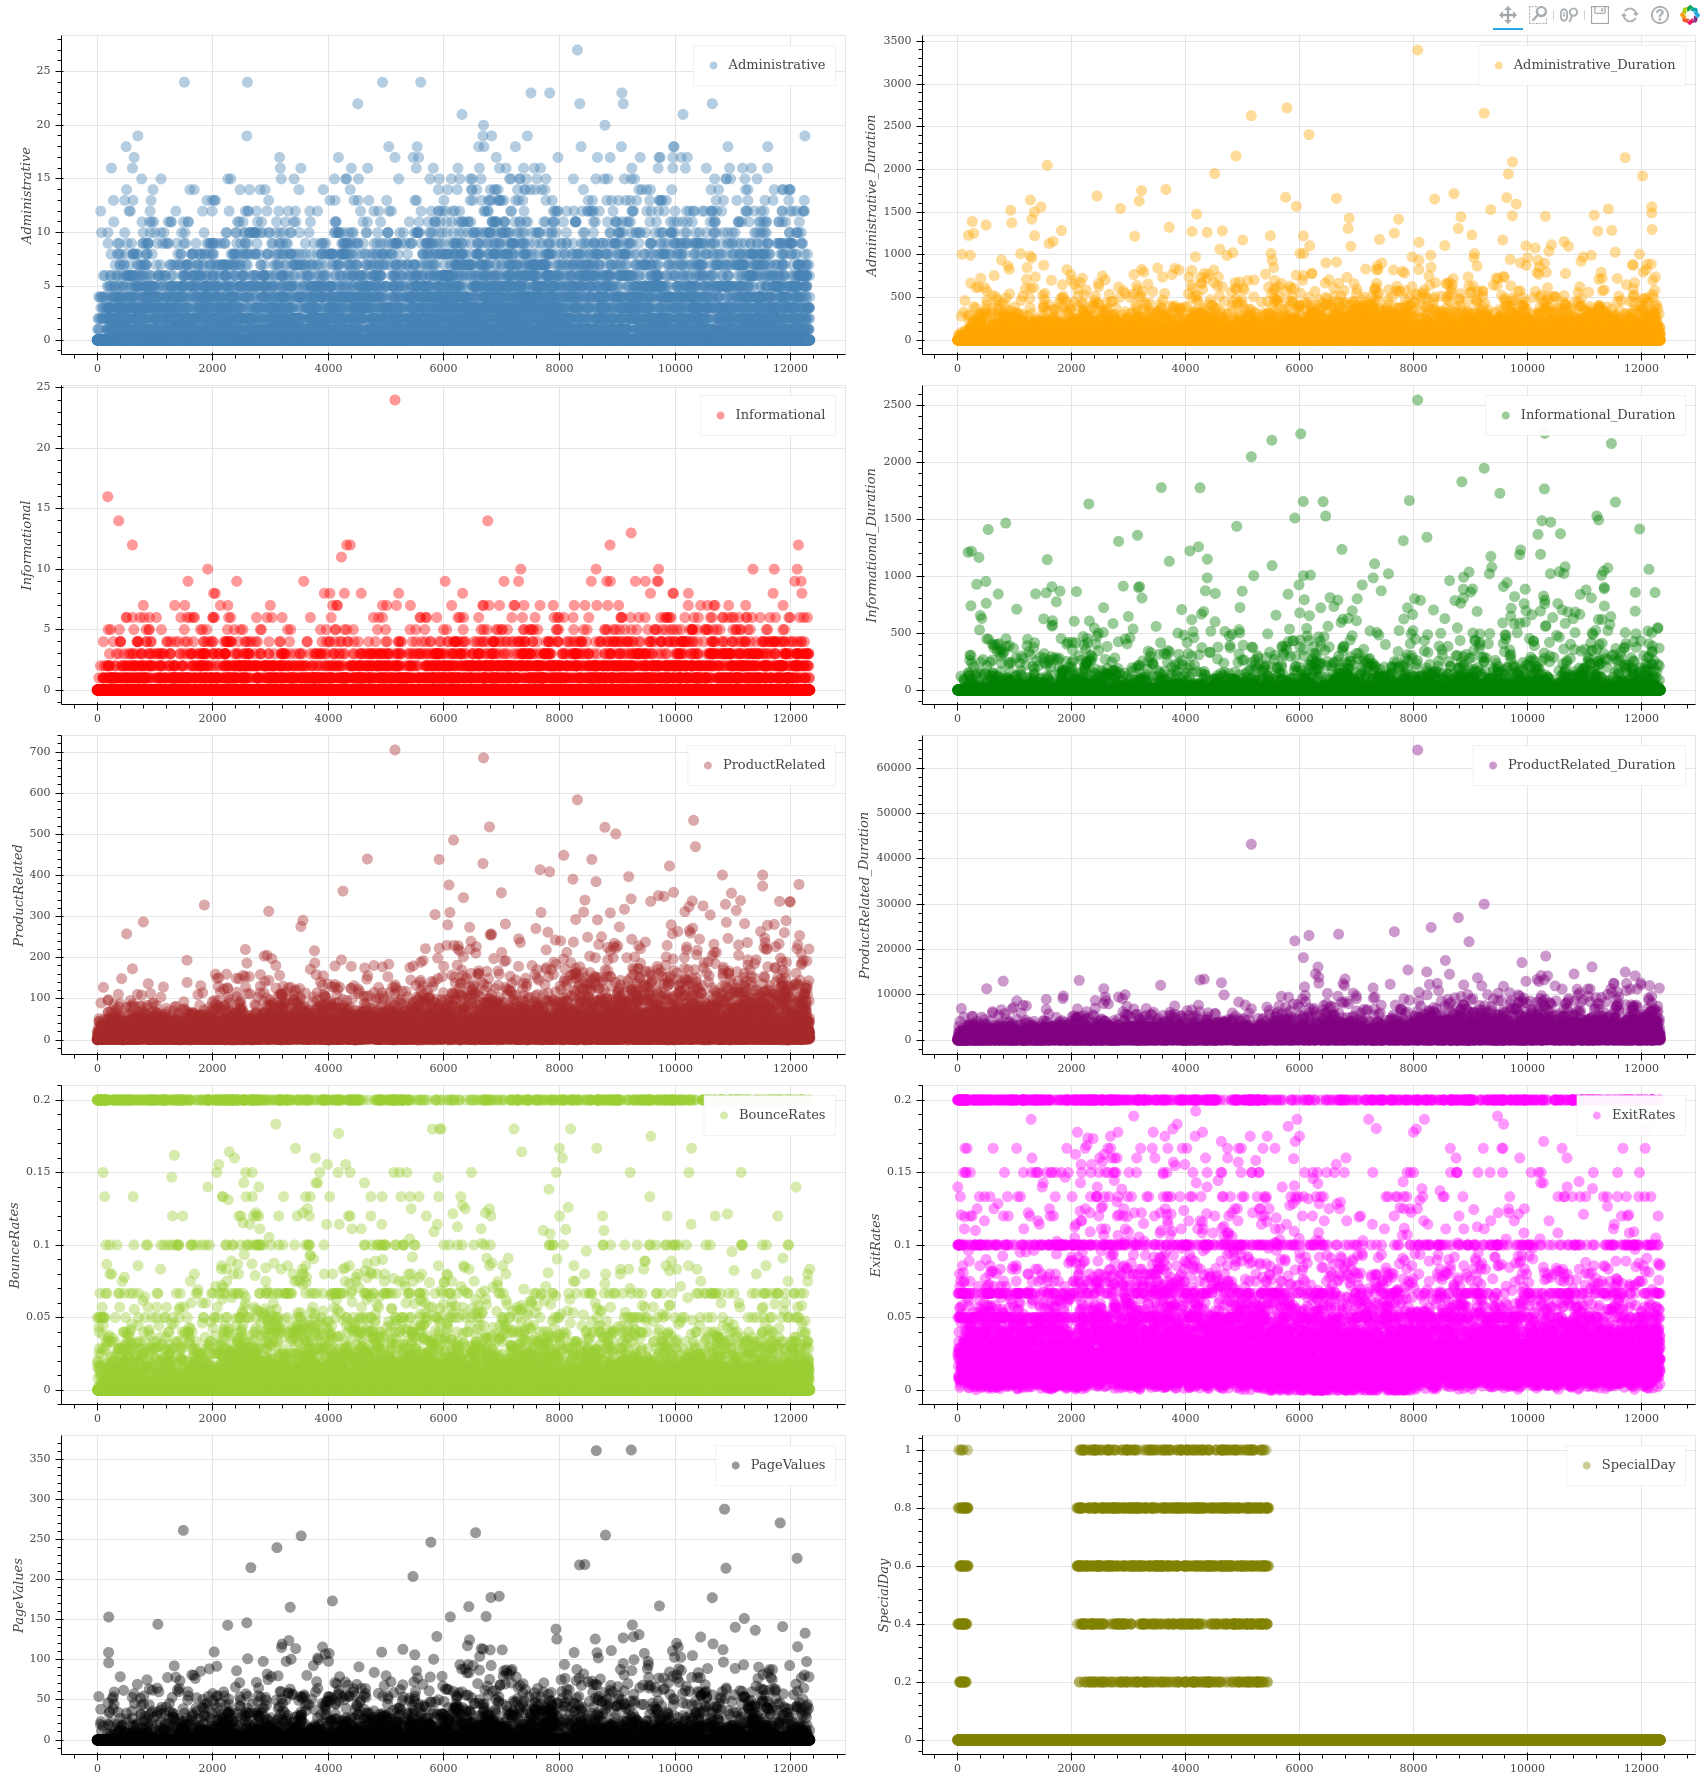 Administrative
25
20
15
10
5
0
Administrative
0 2000 4000 6000 8000 10000 12000
Administrative_Duration
3500
3000
2500
2000
1500
1000
500
0
Administrative_Duration
0 2000 4000 6000 8000 10000 12000
Informational
25
20
15
10
5
0
Informational
0 2000 4000 6000 8000 10000 12000
Informational_Duration
2500
2000
1500
1000
500
0
Informational_Duration
0 2000 4000 6000 8000 10000 12000
ProductRelated
700
600
500
400
300
200
100
0
ProductRelated
0 2000 4000 6000 8000 10000 12000
ProductRelated_Duration
60000
50000
40000
30000
20000
10000
0
ProductRelated_Duration
0 2000 4000 6000 8000 10000 12000
BounceRates
0.2
0.15
0.1
0.05
0
BounceRates
0 2000 4000 6000 8000 10000 12000
ExitRates
0.2
0.15
0.1
0.05
0
ExitRates
0 2000 4000 6000 8000 10000 12000
PageValues
350
300
250
200
150
100
50
0
PageValues
0 2000 4000 6000 8000 10000 12000
SpecialDay
1
0.8
0.6
0.4
0.2
0
SpecialDay
0 2000 4000 6000 8000 10000 12000